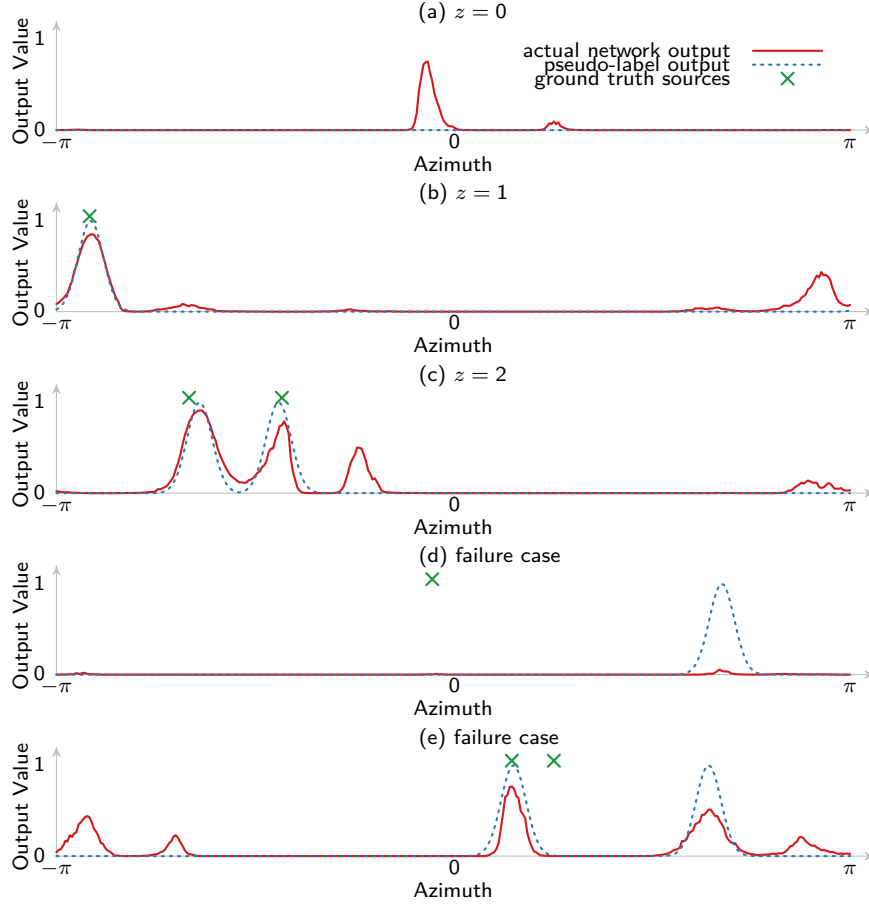 (a) z = 0
Output Value
1
0
actual network output
pseudo-label output
ground truth sources
−π
0
π
Azimuth
(b) z = 1
Output Value
1
0
−π
0
π
Azimuth
(c) z = 2
Output Value
1
0
−π
0
π
Azimuth
(d) failure case
Output Value
1
0
−π
0
π
Azimuth
(e) failure case
Output Value
1
0
−π
0
π
Azimuth